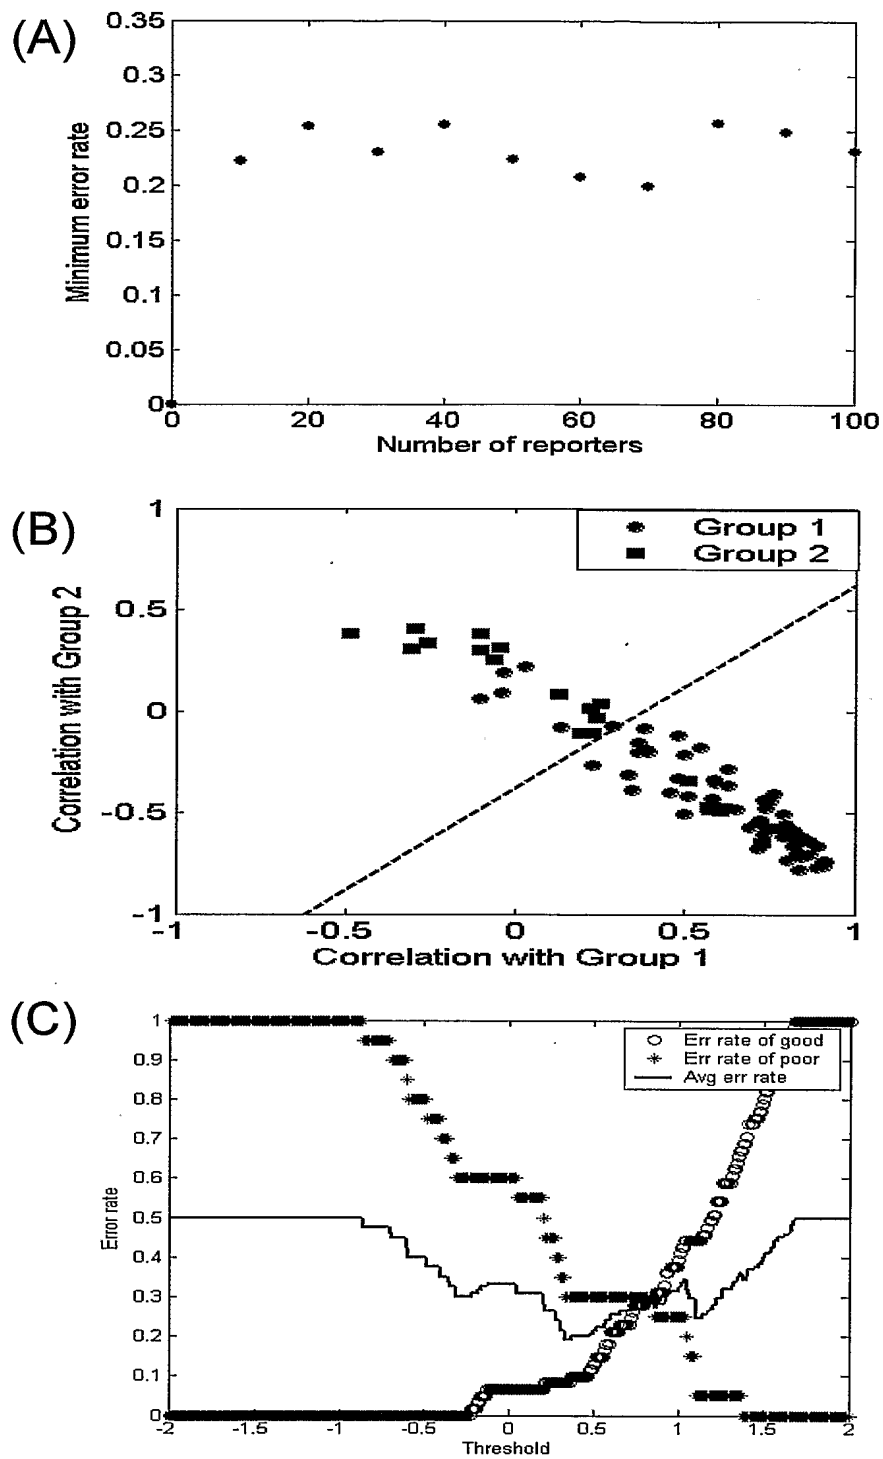 (A)
0.35
0.3
0.25
0.2
0.15
0.1
0.05
0
Minimum error rate
0 20 40 60 80 100
Number of reporters
(B)
1
0.5
0
-0.5
-1
Correlation with Group 2
Group 1
Group 2
-1 -0.5 0 0.5 1
Correlation with Group 1
(C)
1
0.9
0.8
0.7
0.6
0.5
0.4
0.3
0.2
0.1
0
Error rate
Err rate of good
Err rate of poor
Avg err rate
-2 -1.5 -1 -0.5 0 0.5 1 1.5 2
Threshold